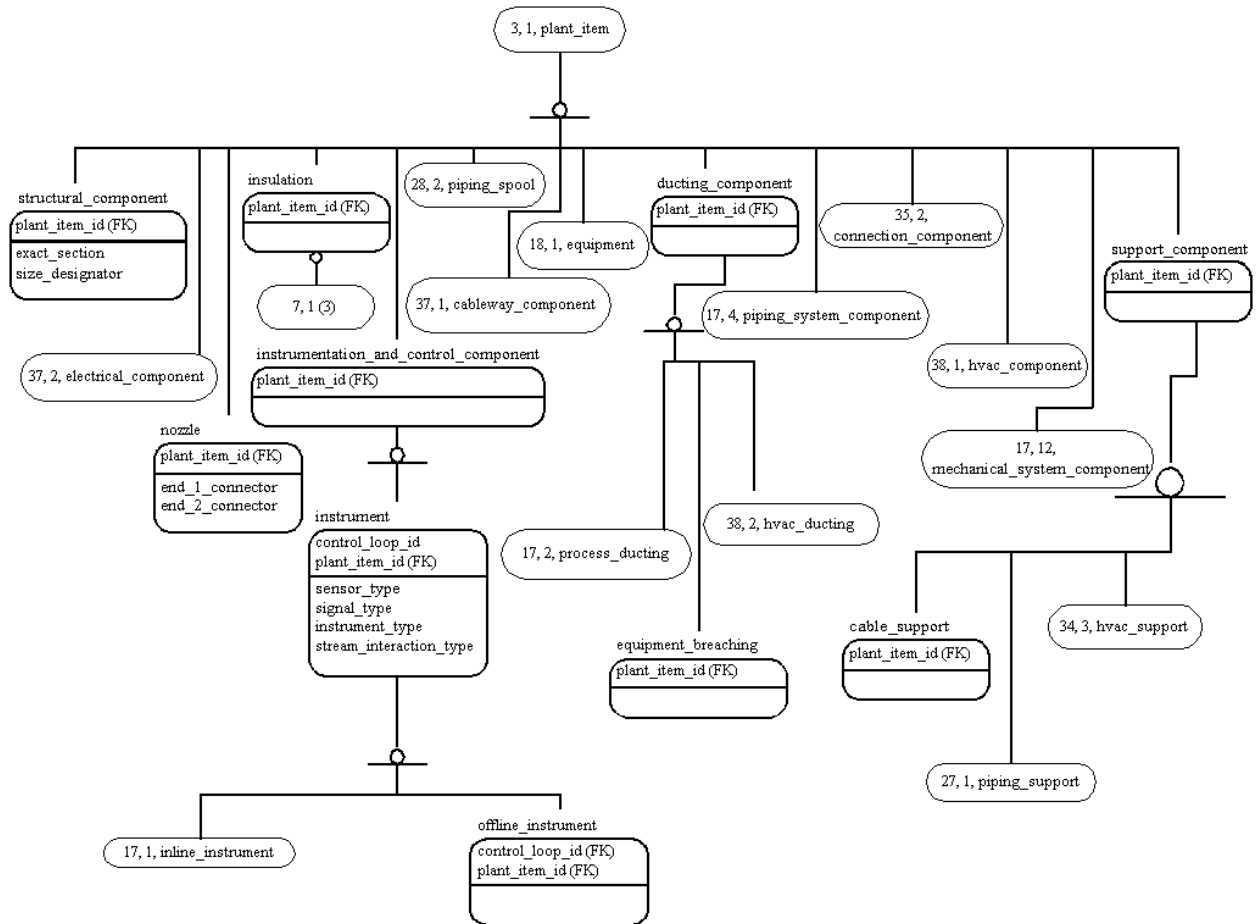 3, 1, plant_item
structural_component
plant_item_id (FK)
exact_section
size_designator
37, 2, electrical_component
nozzle
plant_item_id (FK)
end_1_connector
end_2_connector
insulation
plant_item_id (FK)
7, 1 (3)
instrumentation_and_control_component
plant_item_id (FK)
instrument
control_loop_id
plant_item_id (FK)
sensor_type
signal_type
instrument_type
stream_interaction_type
17, 1, inline_instrument
offline_instrument
control_loop_id (FK)
plant_item_id (FK)
28, 2, piping_spool
37, 1, cableway_component
18, 1, equipment
ducting_component
plant_item_id (FK)
17, 2, process_ducting
equipment_breaching
plant_item_id (FK)
38, 2, hvac_ducting
17, 4, piping_system_component
35, 2,
connection_component
38, 1, hvac_component
17, 12,
mechanical_system_component
support_component
plant_item_id (FK)
cable_support
plant_item_id (FK)
27, 1, piping_support
34, 3, hvac_support